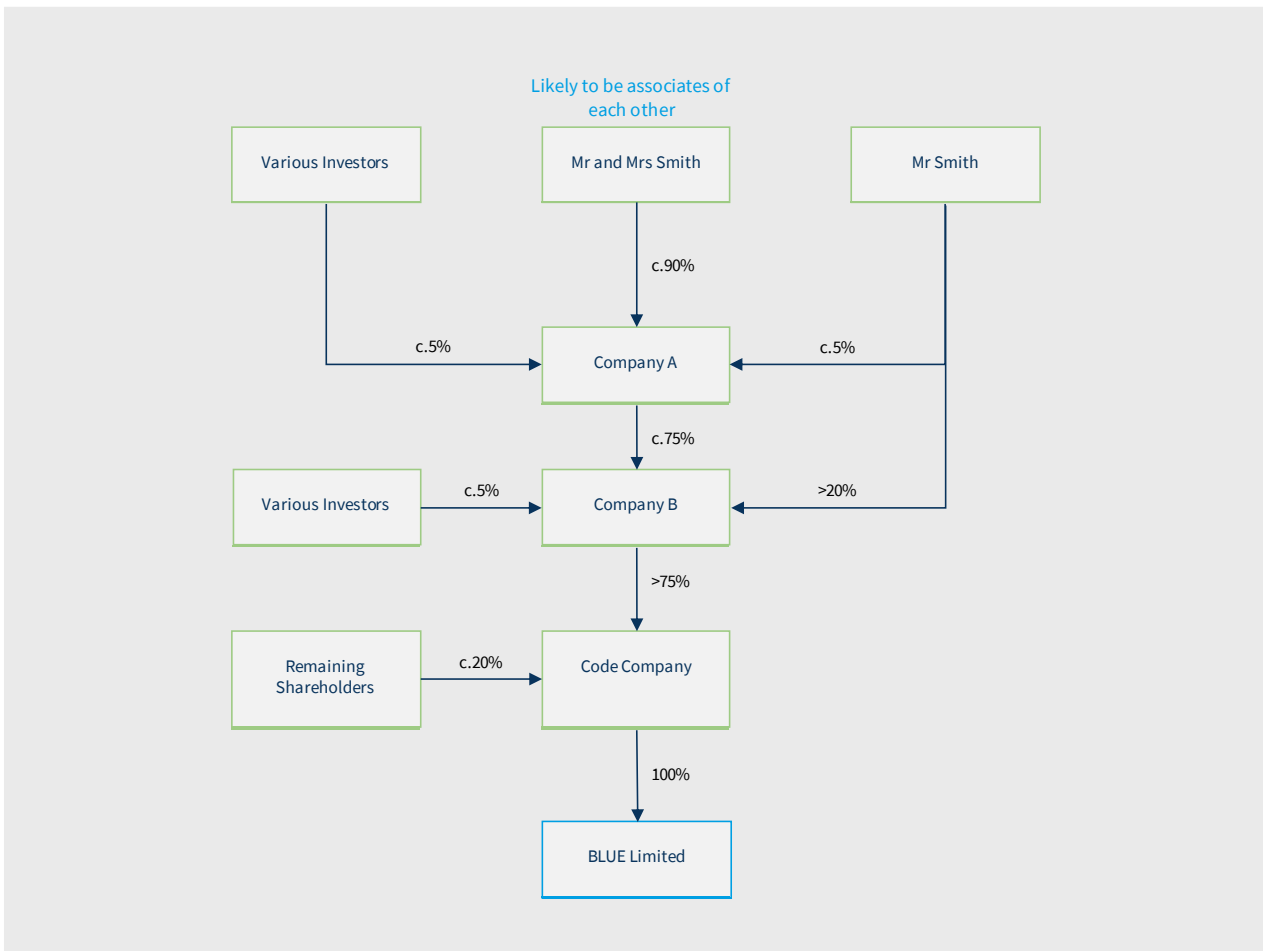 Likely to be associates of
each other
Various Investors
Mr and Mrs Smith
Mr Smith
c.90%
c.5%
c.5%
Company A
c.75%
Various Investors
c.5%
Company B
>20%
>75%
Remaining
Shareholders
c.20%
Code Company
100%
BLUE Limited